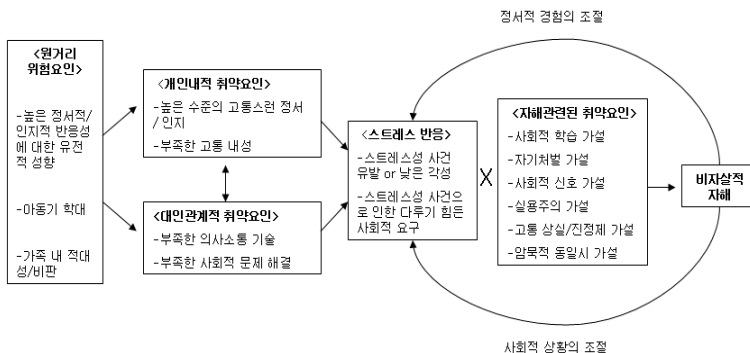 정서적 경험의 조절
<원거리
위험요인>
-높은 정서적/
인지적 반응성
에 대한 유전
적 성향
-아동기 학대
-가족 내 적대
성/비판
<개인내적 취약요인>
-높은 수준의 고통스런 정서
/인지
-부족한 고통 내성
<대인관계적 취약요인>
-부족한 의사소통 기술
-부족한 사회적 문제 해결
<스트레스 반응>
-스트레스성 사건
유발 or 낮은 각성
-스트레스성 사건으
로 인한 다루기 힘든
사회적 요구
X
<자해관련된 취약요인>
-사회적 학습 가설
-자기처벌 가설
-사회적 신호 가설
-실용주의 가설
-고통 상실/진정제 가설
-암묵적 동일시 가설
비자살적
자해
사회적 상황의 조절